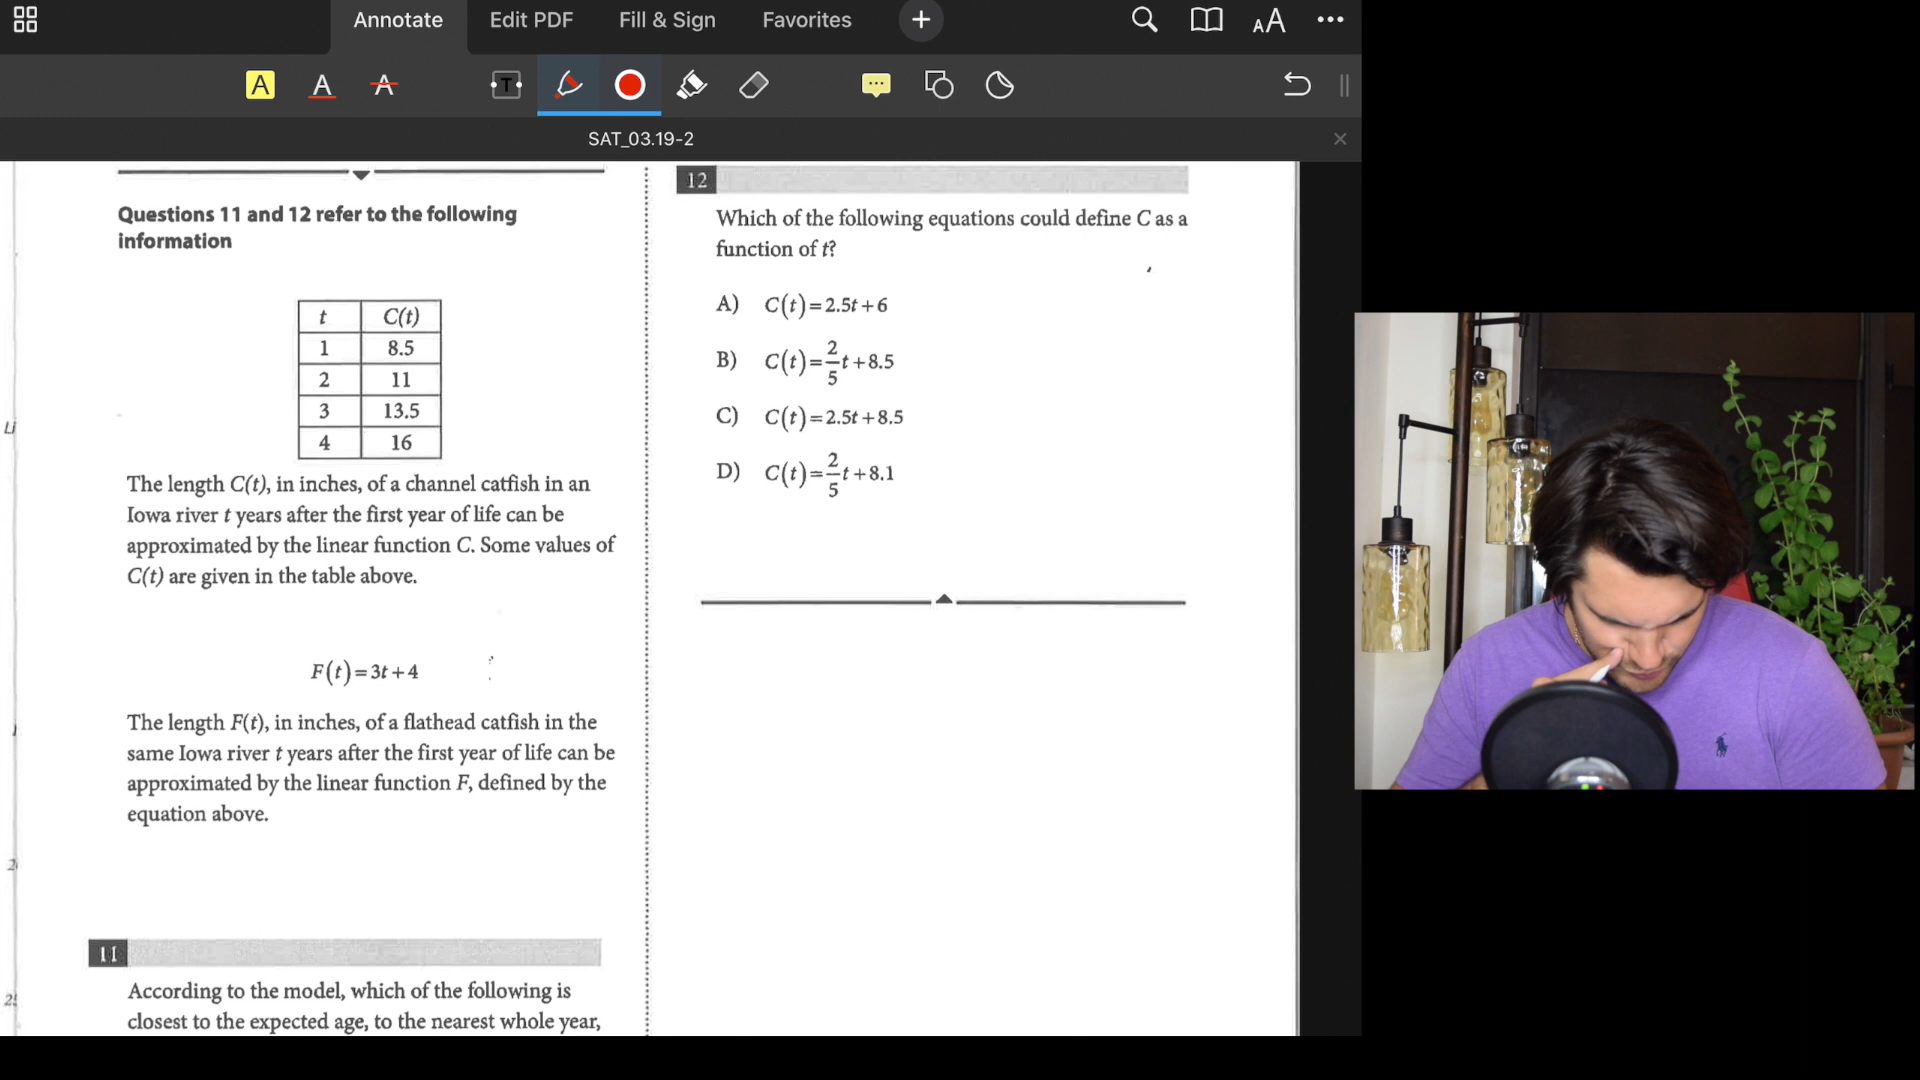 Annotate
Edit PDF
Fill & Sign
Favorites
AA
A
A
A
T
SAT_03.19-2
Questions 11 and 12 refer to the following
information
t C(t)
1 8.5
2 11
3 13.5
4 16
The length C(t), in inches, of a channel catfish in an
Iowa river t years after the first year of life can be
approximated by the linear function C. Some values of
C(t) are given in the table above.
F(t)=3t+4
The length F(t), in inches, of a flathead catfish in the
same Iowa river t years after the first year of life can be
approximated by the linear function F, defined by the
equation above.
11
According to the model, which of the following is
closest to the expected age, to the nearest whole year,
12
Which of the following equations could define C as a
function of t?
A) C(t)=2.5t+6
B) C(t)=2/5t+8.5
C) C(t)=2.5t+8.5
D) C(t)=2/5t+8.1
Li